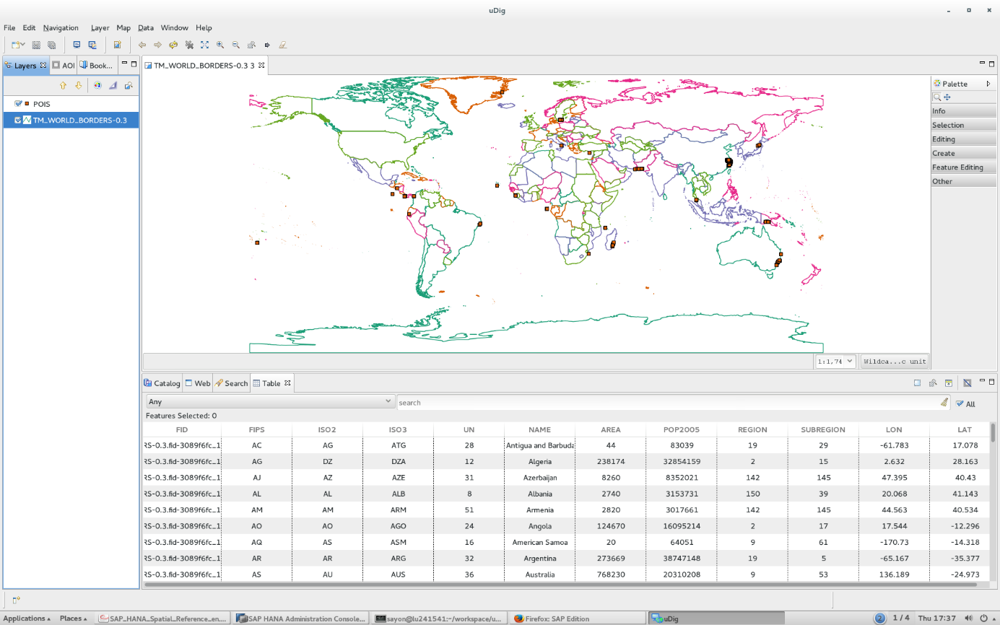 uDig
File Edit Navigation Layer Map Data Window Help
Layers AOI Book...
TM_WORLD_BORDERS-0.3 3
POIS
TM_WORLD_BORDERS-0.3
Palette
Info
Selection
Editing
Create
Feature Editing
Other
1:1,74 Wildca...c unit
Catalog Web Search Table
Any search All
Features Selected: 0
FID FIPS ISO2 ISO3 UN NAME AREA POP2005 REGION SUBREGION LON LAT
RS-0.3.fid-3089f6fc_1 AC AG ATG 28 Antigua and Barbuda 44 83039 19 29 -61.783 17.078
RS-0.3.fid-3089f6fc_1 AG DZ DZA 12 Algeria 238174 32854159 2 15 2.632 28.163
RS-0.3.fid-3089f6fc_1 AJ AZ AZE 31 Azerbaijan 8260 8352021 142 145 47.395 40.43
RS-0.3.fid-3089f6fc_1 AL AL ALB 8 Albania 2740 3153731 150 39 20.068 41.143
RS-0.3.fid-3089f6fc_1 AM AM ARM 51 Armenia 2820 3017661 142 145 44.563 40.534
RS-0.3.fid-3089f6fc_1 AO AO AGO 24 Angola 124670 16095214 2 17 17.544 -12.296
RS-0.3.fid-3089f6fc_1 AQ AS ASM 16 American Samoa 20 64051 9 61 -170.73 -14.318
RS-0.3.fid-3089f6fc_1 AR AR ARG 32 Argentina 273669 38747148 19 5 -65.167 -35.377
RS-0.3.fid-3089f6fc_1 AS AU AUS 36 Australia 768230 20310208 9 53 136.189 -24.973
Applications Places SAP_HANA_Spatial_Reference_en.... SAP HANA Administration Console... sayon@lu241541:~/workspace/u... Firefox: SAP Edition uDig 2 1 / 4 Thu 17:37